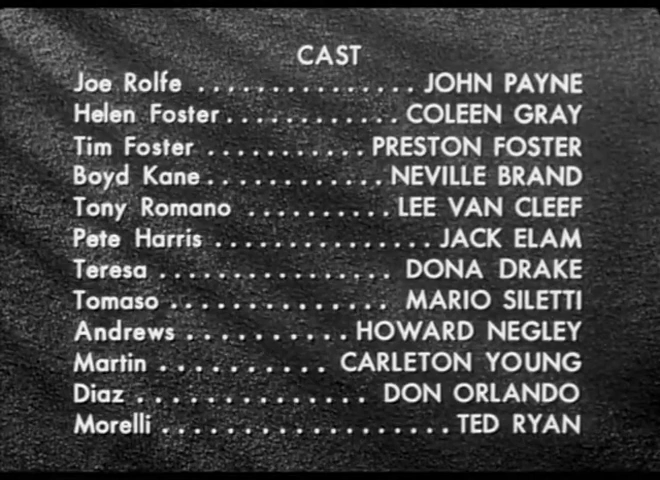 CAST
Joe Rolfe ................ JOHN PAYNE
Helen Foster ............ COLEEN GRAY
Tim Foster ........... PRESTON FOSTER
Boyd Kane ............ NEVILLE BRAND
Tony Romano .......... LEE VAN CLEEF
Pete Harris ............... JACK ELAM
Teresa ................ DONA DRAKE
Tomaso ............... MARIO SILETTI
Andrews .......... HOWARD NEGLEY
Martin ........... CARLETON YOUNG
Diaz ................ DON ORLANDO
Morelli ................... TED RYAN